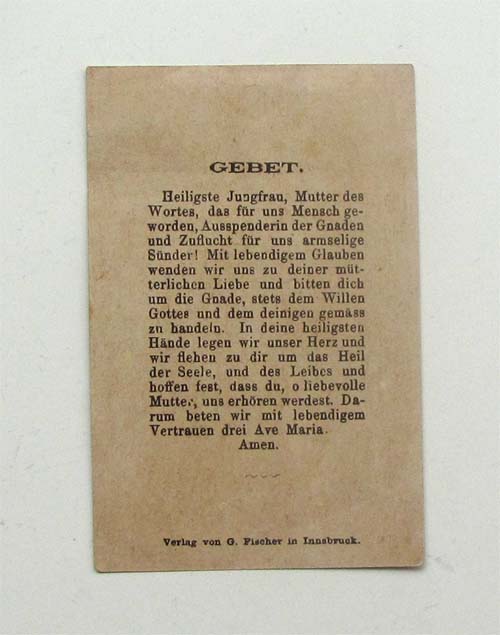 GEBET.
Heiligste Jungfrau, Mutter des
Wortes, das für uns Mensch ge-
worden, Ausspenderin der Gnaden
und Zuflucht für uns armselige
Sünder! Mit lebendigem Glauben
wenden wir uns zu deiner müt-
terlichen Liebe und bitten dich
um die Gnade, stets dem Willen
Gottes und dem deinigen gemäss
zu handeln. In deine heiligsten
Hände legen wir unser Herz und
wir flehen zu dir um das Heil
der Seele, und des Leibes und
hoffen fest, dass du, o liebevolle
Mutter, uns erhören werdest. Da-
rum beten wir mit lebendigem
Vertrauen drei Ave Maria.
Amen.
Verlag von G. Fischer in Innsbruck.